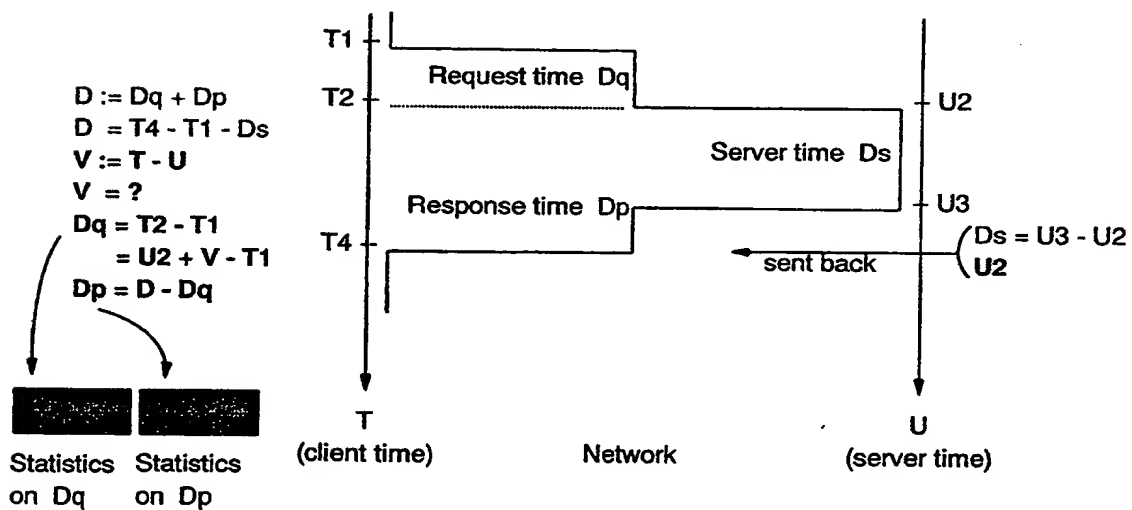 D := Dq + Dp
D = T4 - T1 - Ds
V := T - U
V = ?
Dq = T2 - T1
= U2 + V - T1
Dp = D - Dq
Statistics on Dq
Statistics on Dp
T1
Request time Dq
T2
U2
Server time Ds
Response time Dp
U3
T4
Ds = U3 - U2
U2
sent back
T
(client time)
Network
U
(server time)